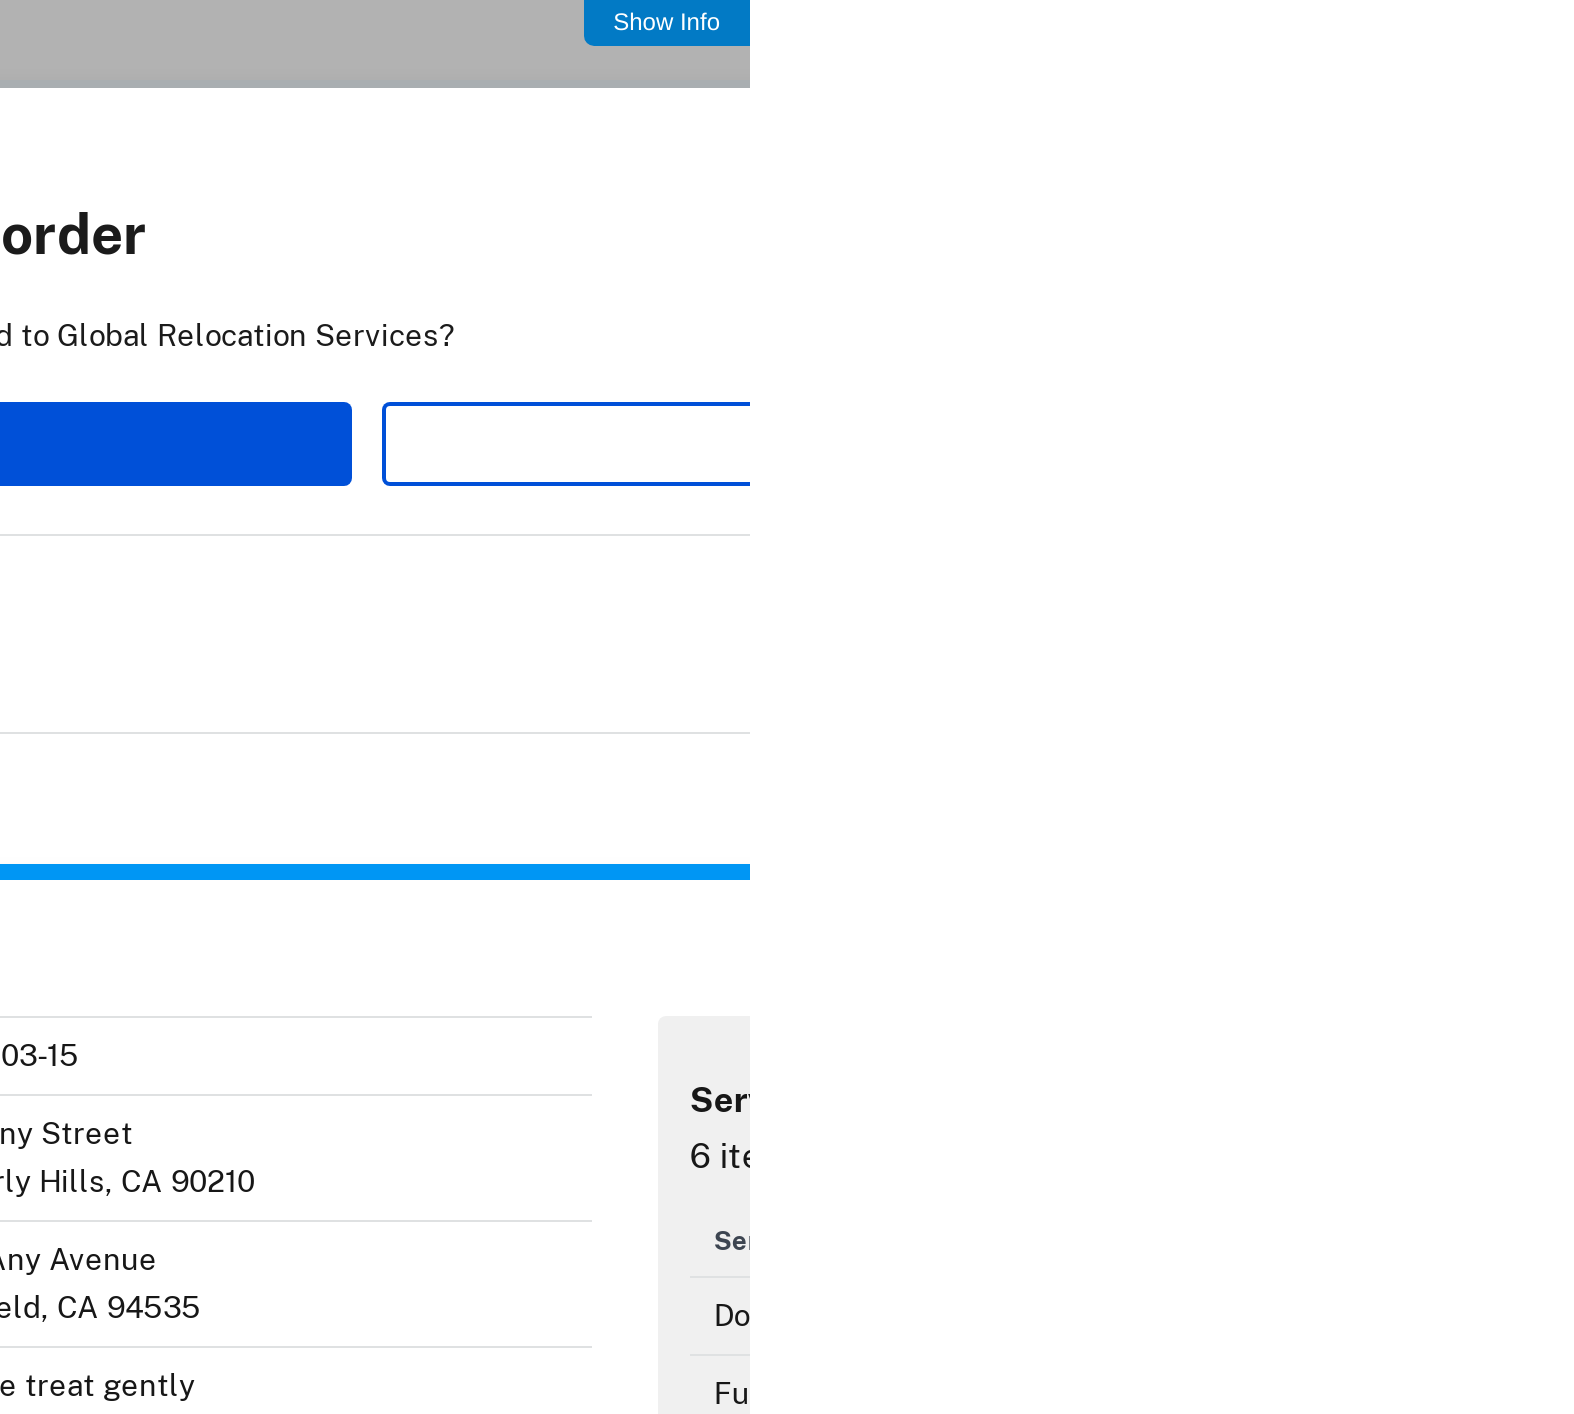 Show Info
order
d to Global Relocation Services?
03-15
ny Street
rly Hills, CA 90210
Any Avenue
eld, CA 94535
e treat gently
Ser
6 ite
Ser
Do
Fu